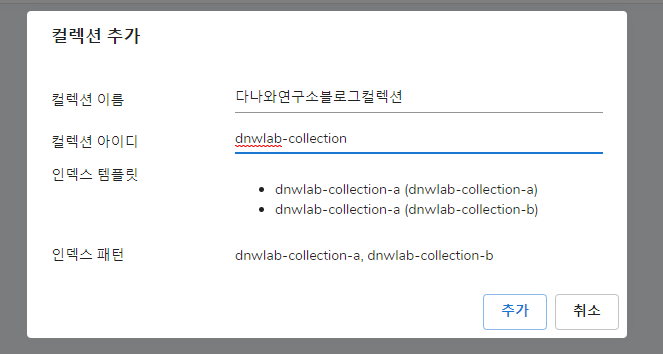 컬렉션 추가
컬렉션 이름 다나와연구소블로그컬렉션
컬렉션 아이디 dnwlab-collection
인덱스 템플릿
• dnwlab-collection-a (dnwlab-collection-a)
• dnwlab-collection-a (dnwlab-collection-b)
인덱스 패턴 dnwlab-collection-a, dnwlab-collection-b
추가 취소